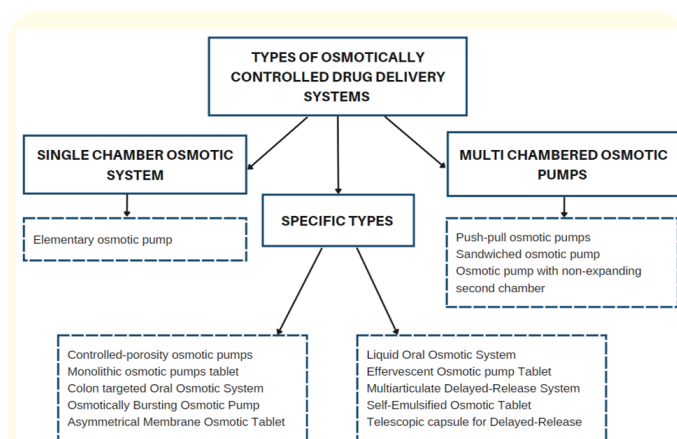 TYPES OF OSMOTICALLY
CONTROLLED DRUG DELIVERY
SYSTEMS
SINGLE CHAMBER OSMOTIC
SYSTEM
MULTI CHAMBERED OSMOTIC
PUMPS
SPECIFIC TYPES
Elementary osmotic pump
Push-pull osmotic pumps
Sandwiched osmotic pump
Osmotic pump with non-expanding
second chamber
Controlled-porosity osmotic pumps
Monolithic osmotic pumps tablet
Colon targeted Oral Osmotic System
Osmotically Bursting Osmotic Pump
Asymmetrical Membrane Osmotic Tablet
Liquid Oral Osmotic System
Effervescent Osmotic pump Tablet
Multiarticulate Delayed-Release System
Self-Emulsified Osmotic Tablet
Telescopic capsule for Delayed-Release